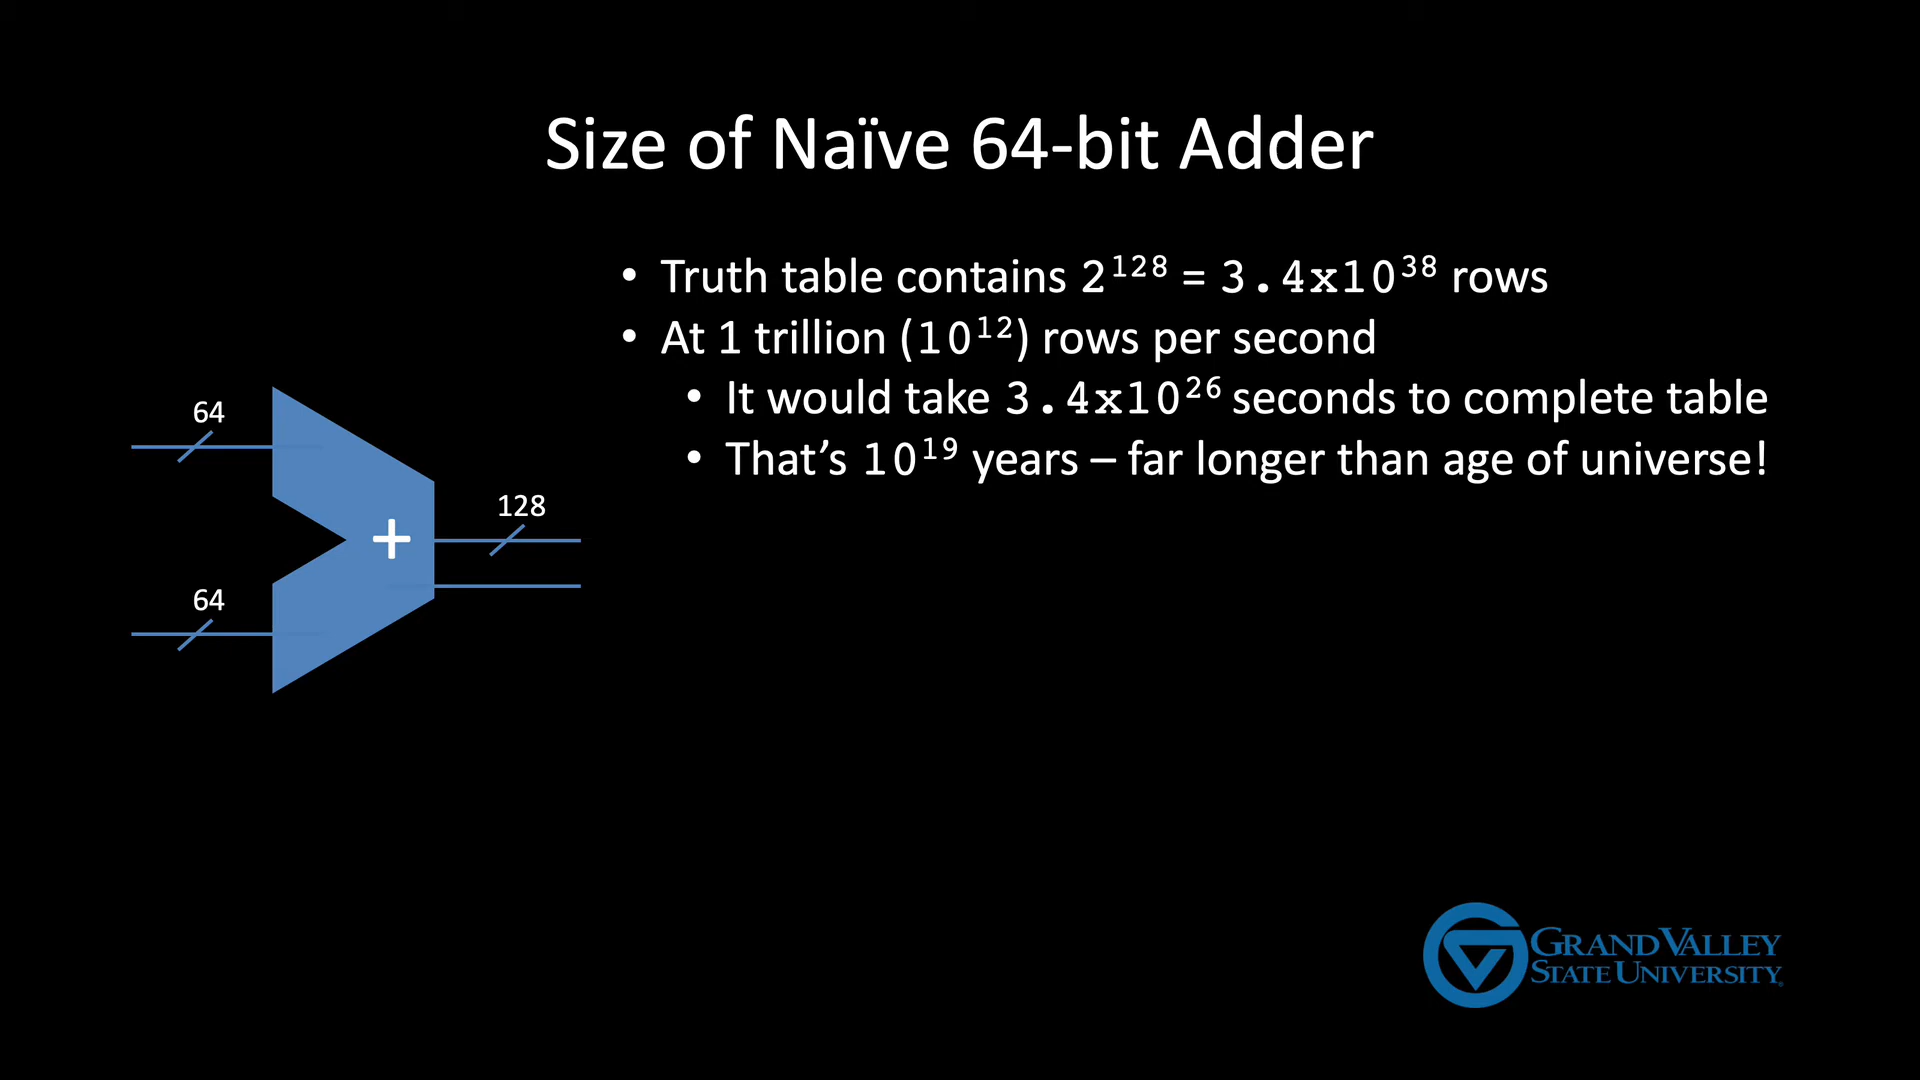 Size of Naïve 64-bit Adder
• Truth table contains 2¹²⁸ = 3.4x10³⁸ rows
• At 1 trillion (10¹²) rows per second
• It would take 3.4x10²⁶ seconds to complete table
• That’s 10¹⁹ years – far longer than age of universe!
64
128
+
64
GRAND VALLEY
STATE UNIVERSITY